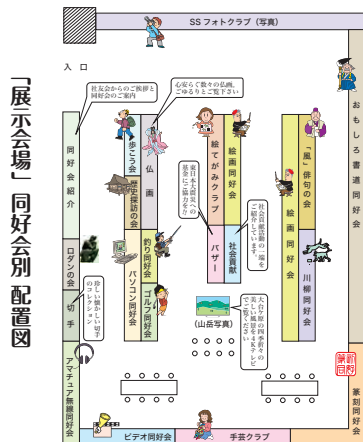 「展示会場」同好会別 配置図
SSフォトクラブ(写真)
入 口
社友会からのご挨拶と
同好会のご案内
心安らぐ数々の仏画、
ごゆるりとご覧下さい
おもしろ書道同好会
同好会紹介
歩こう会
仏 画
絵てがみクラブ
絵画同好会
「風」俳句の会
歴史探訪の会
東日本大震災への
基金にご協力を!!
社会貢献活動の一端を
ご紹介しています。
絵 画 同 好 会
ロダンの会
釣り同好会
バザー
社会貢献
川柳同好会
パソコン同好会
ゴルフ同好会
切 手
珍しい懐かしい切手
のコレクション
(山岳写真)
大台ケ原の四季折々の
美しい風景を4Kテレビ
でご覧ください
アマチュア無線同好会
篆刻同好会
ビデオ同好会
手芸クラブ